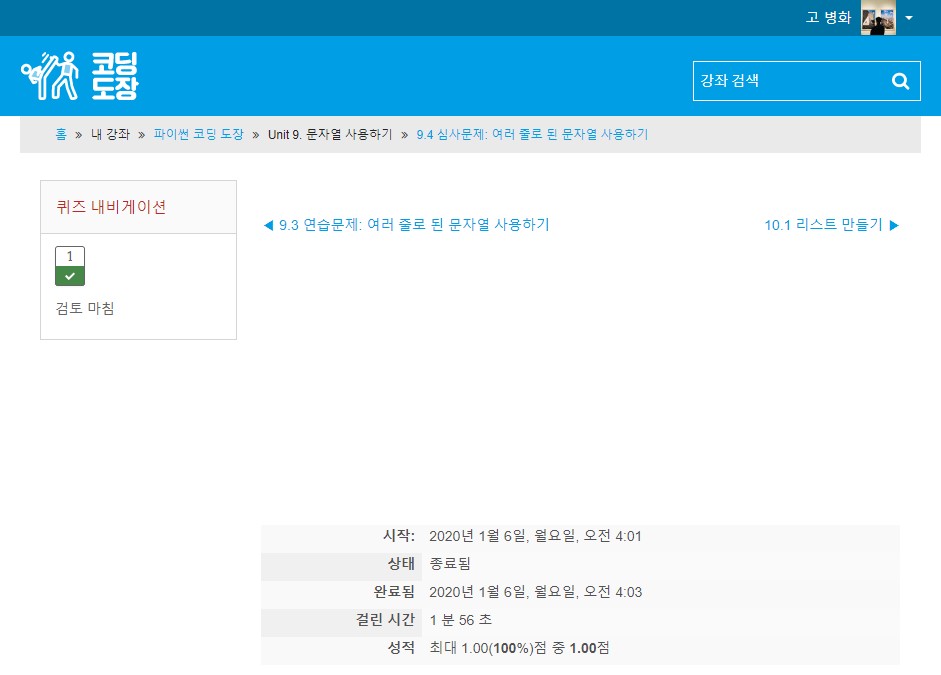 고 병화
코딩
도장
강좌 검색
홈 » 내 강좌 » 파이썬 코딩 도장 » Unit 9. 문자열 사용하기 » 9.4 심사문제: 여러 줄로 된 문자열 사용하기
퀴즈 내비게이션
1
검토 마침
◀ 9.3 연습문제: 여러 줄로 된 문자열 사용하기
10.1 리스트 만들기 ▶
시작: 2020년 1월 6일, 월요일, 오전 4:01
상태 종료됨
완료됨 2020년 1월 6일, 월요일, 오전 4:03
걸린 시간 1 분 56 초
성적 최대 1.00(100%)점 중 1.00점